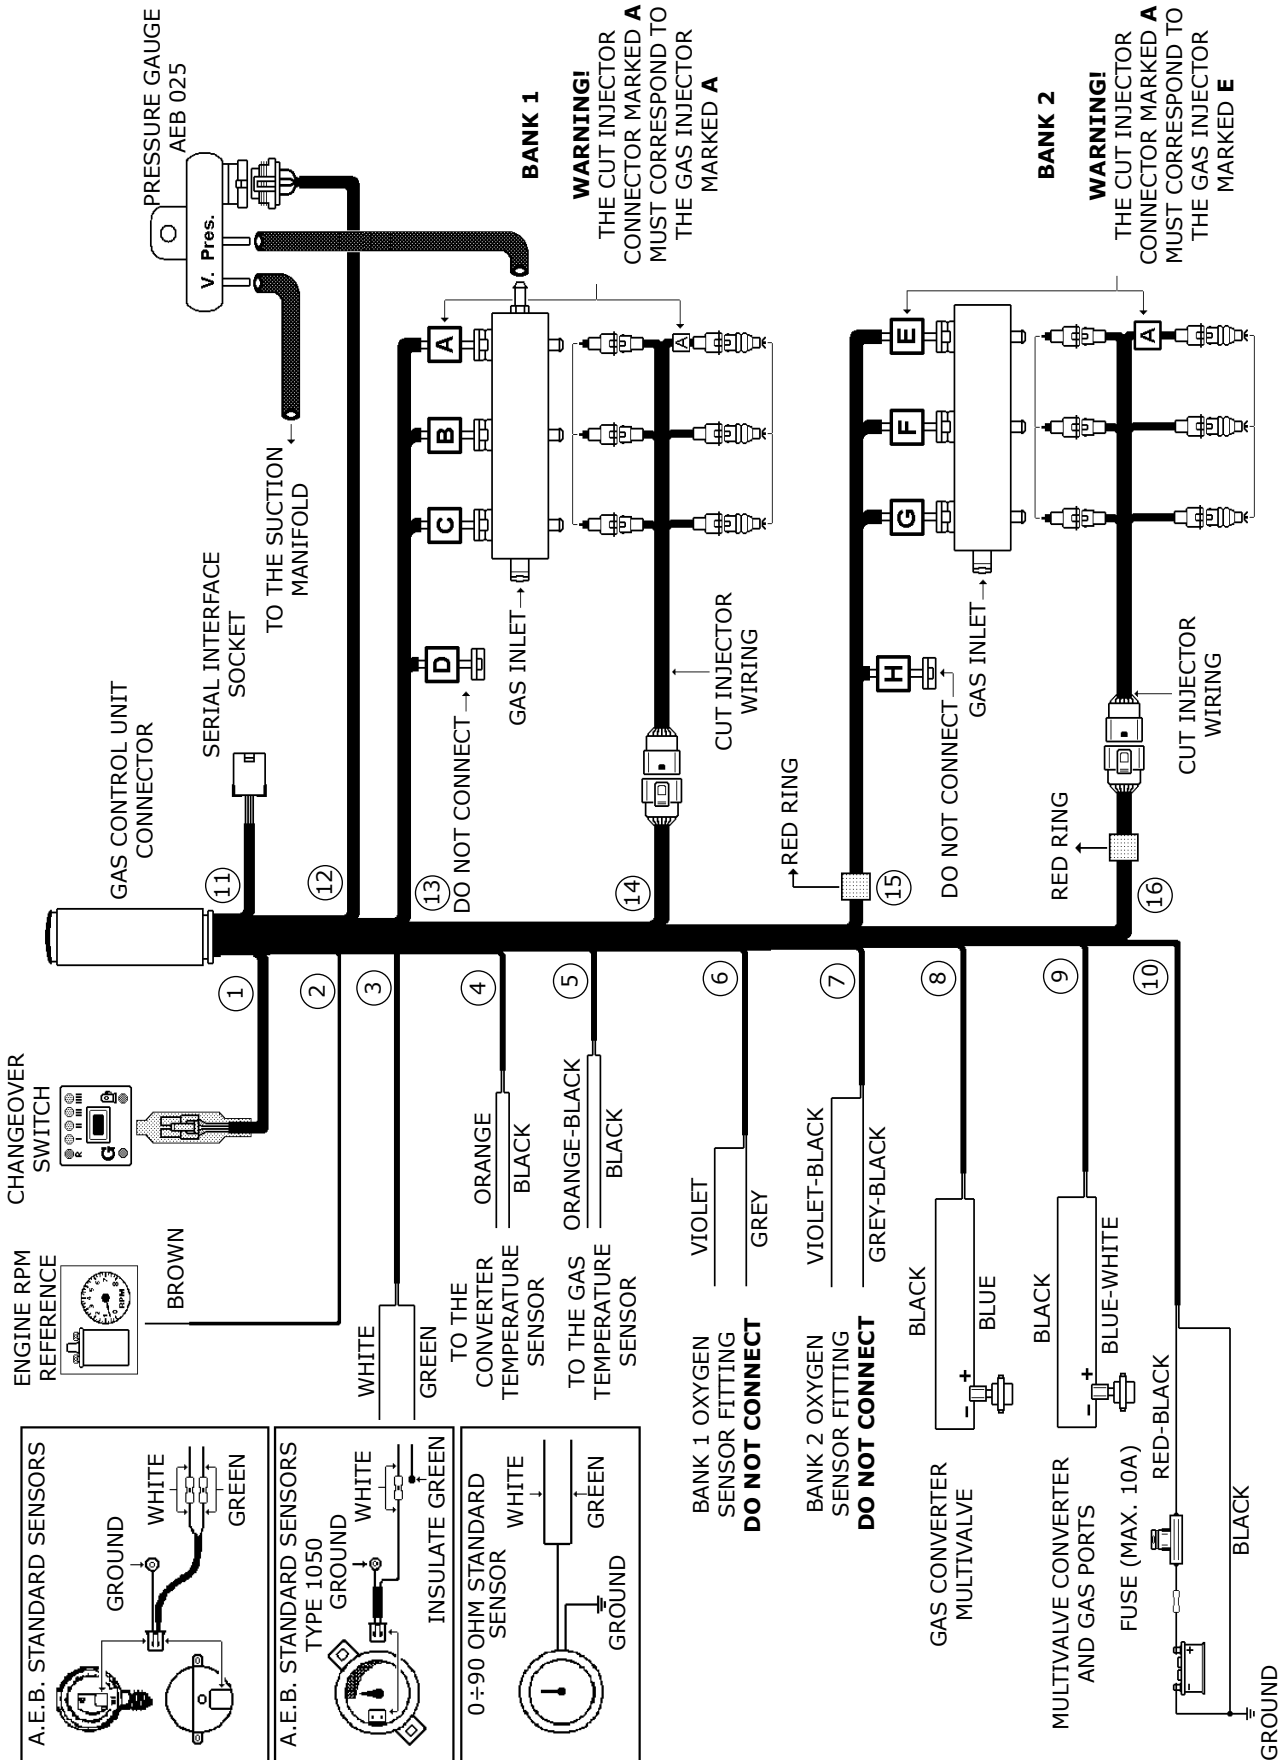 A.E.B. STANDARD SENSORS
GROUND
WHITE
GREEN
A.E.B. STANDARD SENSORS
TYPE 1050
GROUND
WHITE
INSULATE GREEN
0÷90 OHM STANDARD
SENSOR
WHITE
GREEN
GROUND
ENGINE RPM
REFERENCE
RPM
BROWN
CHANGEOVER
SWITCH
R I II III IIII
G
GAS CONTROL UNIT
CONNECTOR
SERIAL INTERFACE
SOCKET
TO THE SUCTION
MANIFOLD
PRESSURE GAUGE
AEB 025
V. Pres.
1
2
3
4
5
6
7
8
9
10
11
12
13
14
15
16
WHITE
GREEN
TO THE
CONVERTER
TEMPERATURE
SENSOR
ORANGE
BLACK
TO THE GAS
TEMPERATURE
SENSOR
ORANGE-BLACK
BLACK
BANK 1 OXYGEN
SENSOR FITTING
DO NOT CONNECT
VIOLET
GREY
BANK 2 OXYGEN
SENSOR FITTING
DO NOT CONNECT
VIOLET-BLACK
GREY-BLACK
GAS CONVERTER
MULTIVALVE
BLACK
BLUE
- +
MULTIVALVE CONVERTER
AND GAS PORTS
BLACK
BLUE-WHITE
- +
FUSE (MAX. 10A)
RED-BLACK
BLACK
- +
GROUND
D
C
B
A
DO NOT CONNECT
GAS INLET
A
CUT INJECTOR
WIRING
BANK 1
WARNING!
THE CUT INJECTOR
CONNECTOR MARKED A
MUST CORRESPOND TO
THE GAS INJECTOR
MARKED A
RED RING
H
G
F
E
DO NOT CONNECT
GAS INLET
A
RED RING
CUT INJECTOR
WIRING
BANK 2
WARNING!
THE CUT INJECTOR
CONNECTOR MARKED A
MUST CORRESPOND TO
THE GAS INJECTOR
MARKED E